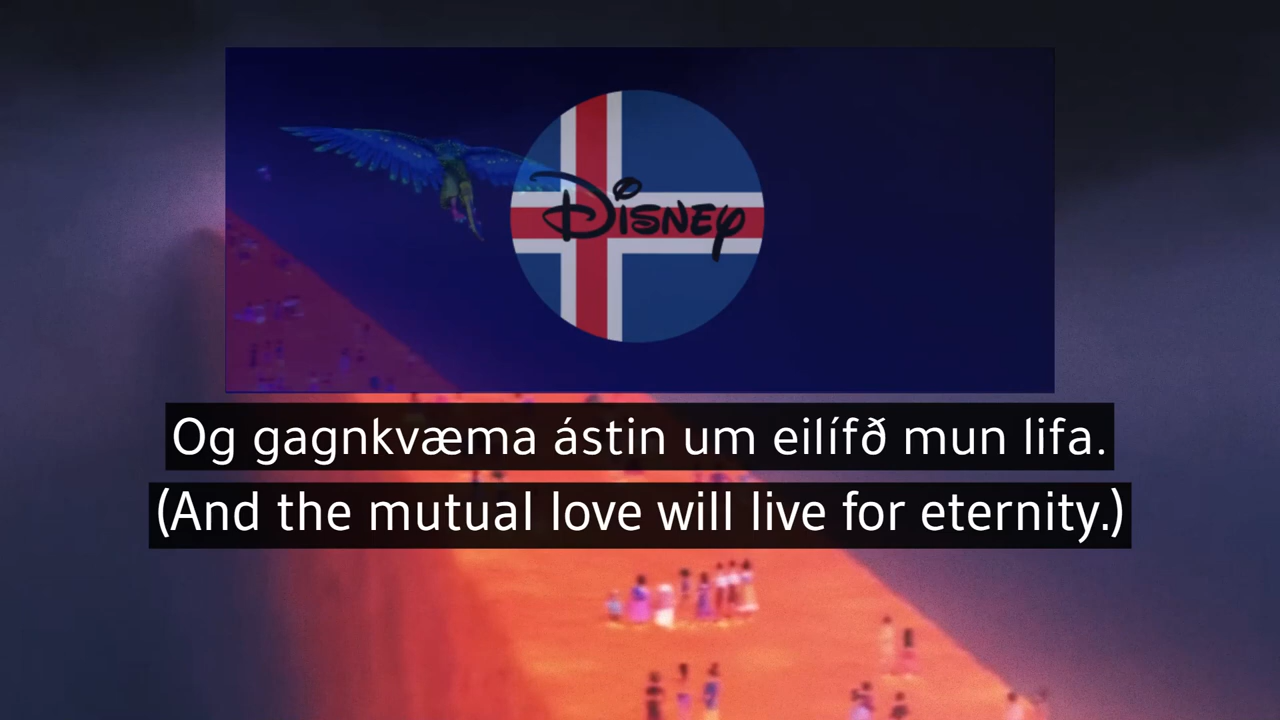 Disney
Og gagnkvæma ástin um eilífð mun lifa.
(And the mutual love will live for eternity.)